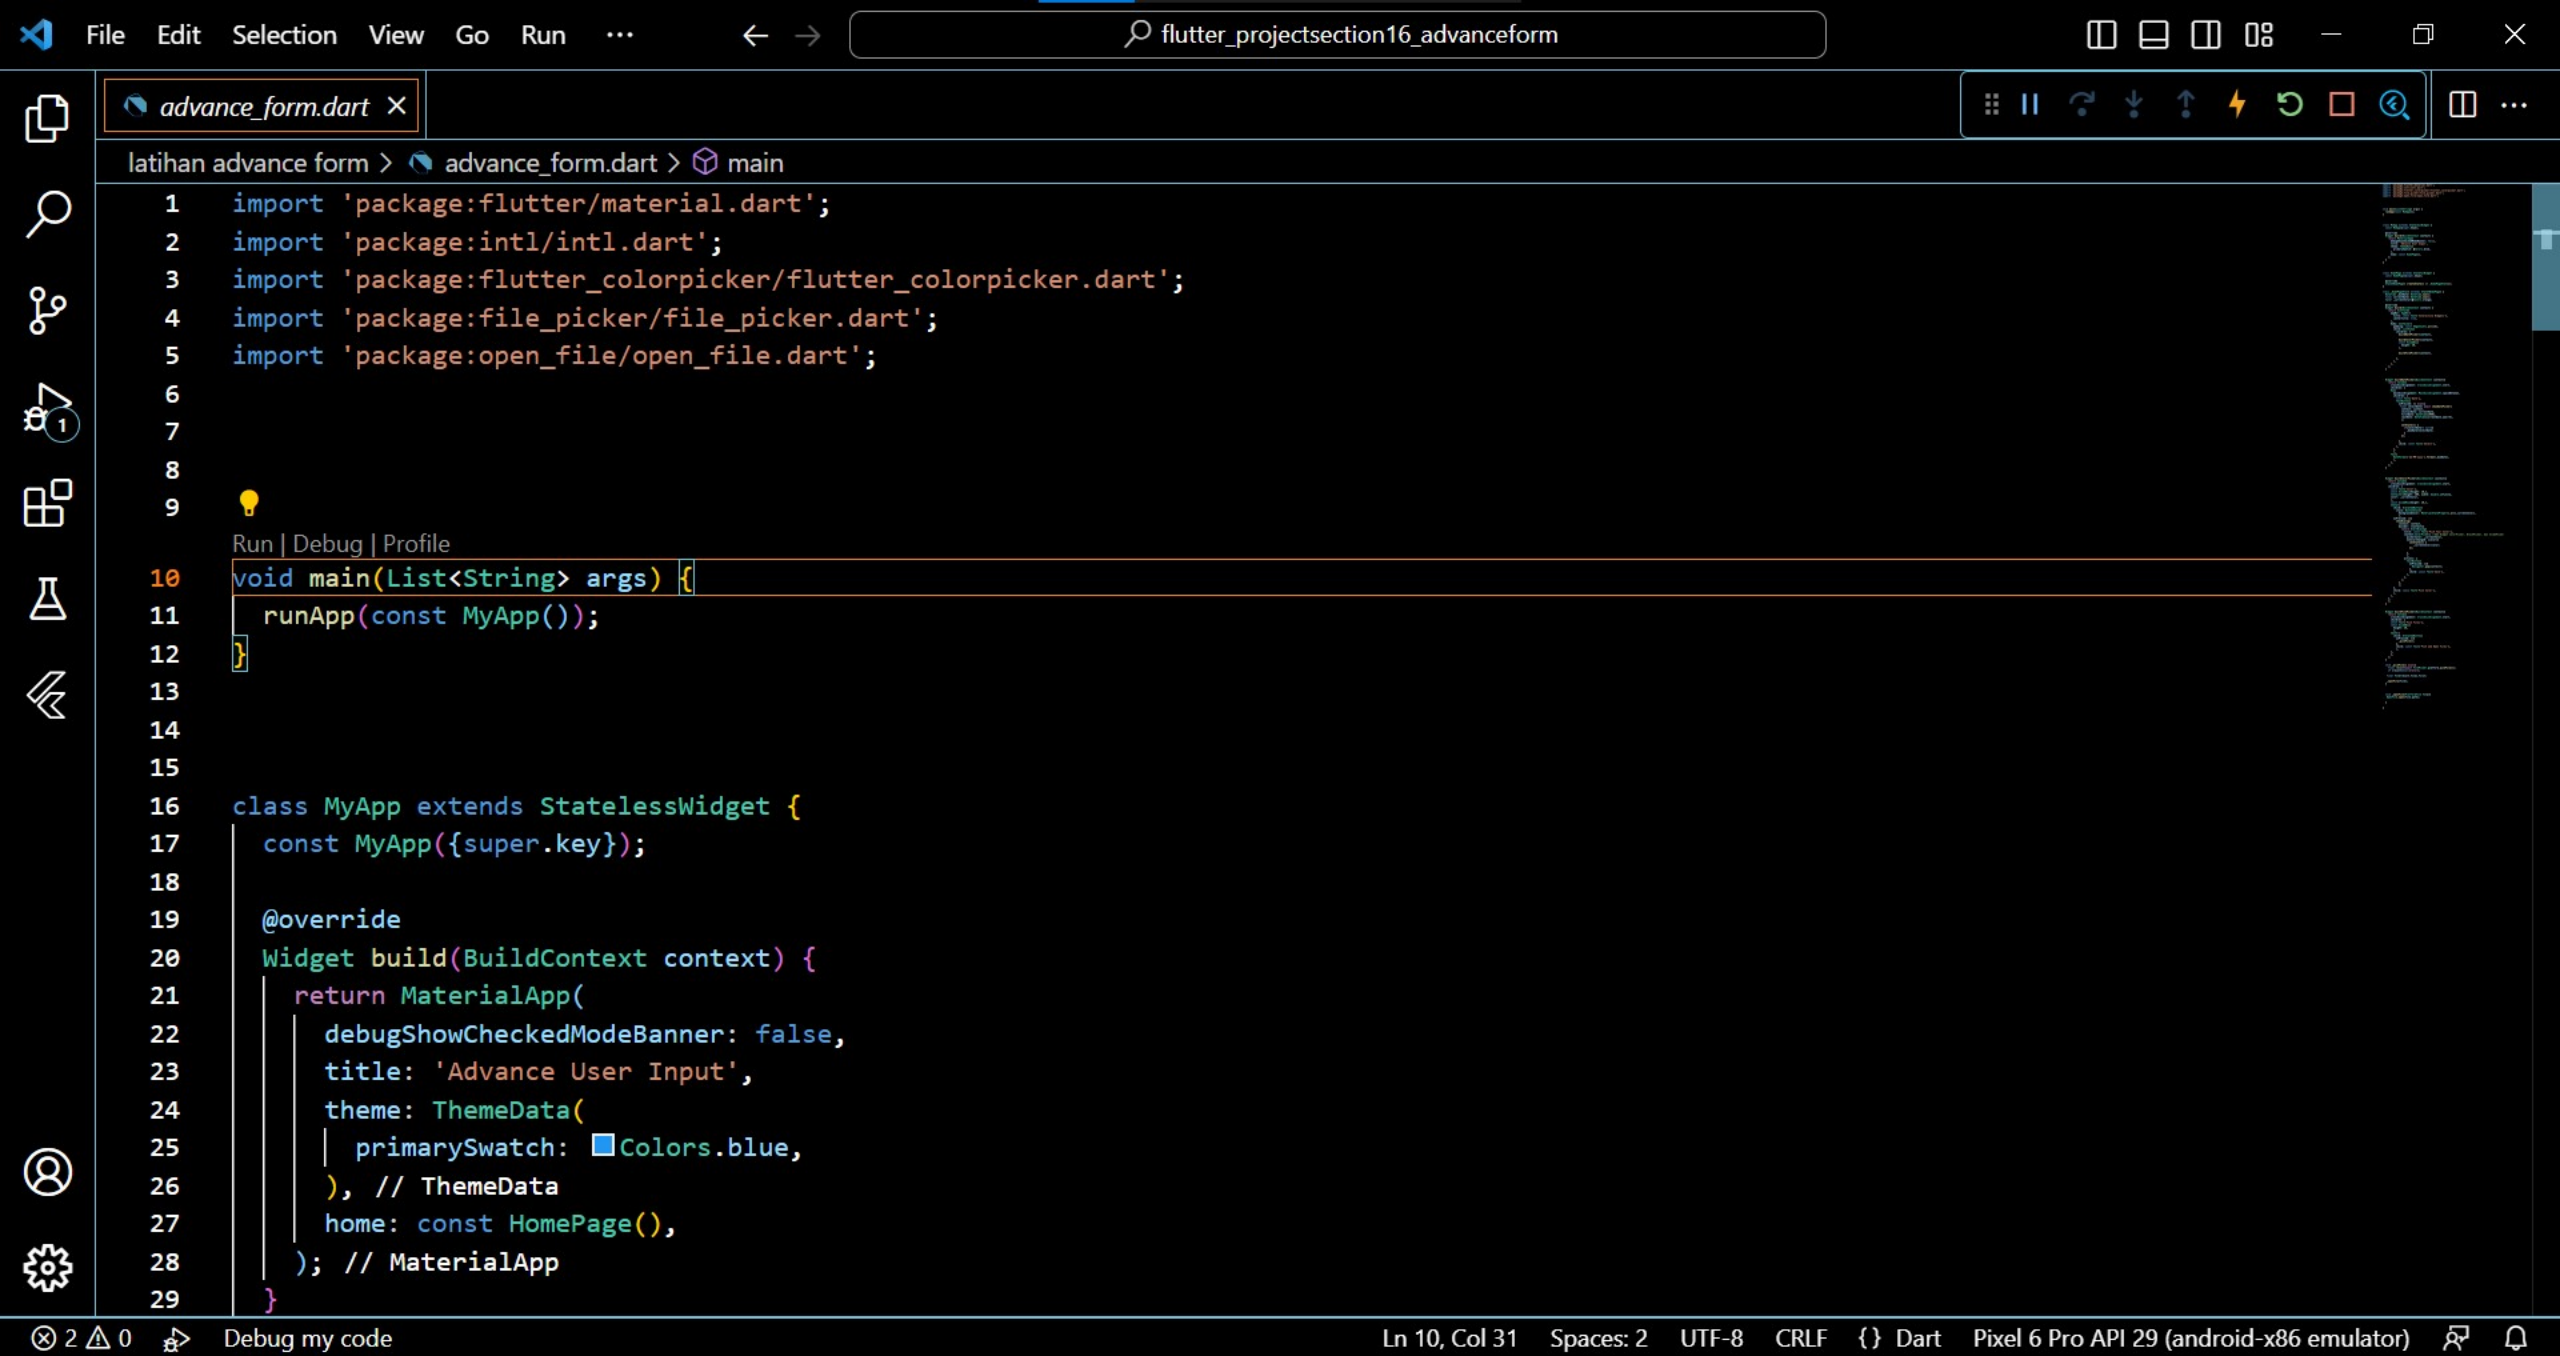 File Edit Selection View Go Run ···
flutter_projectsection16_advanceform
advance_form.dart
latihan advance form > advance_form.dart > main
1 import 'package:flutter/material.dart';
2 import 'package:intl/intl.dart';
3 import 'package:flutter_colorpicker/flutter_colorpicker.dart';
4 import 'package:file_picker/file_picker.dart';
5 import 'package:open_file/open_file.dart';
6
7
8
9
Run | Debug | Profile
10 void main(List<String> args) {
11 runApp(const MyApp());
12 }
13
14
15
16 class MyApp extends StatelessWidget {
17 const MyApp({super.key});
18
19 @override
20 Widget build(BuildContext context) {
21 return MaterialApp(
22 debugShowCheckedModeBanner: false,
23 title: 'Advance User Input',
24 theme: ThemeData(
25 primarySwatch: Colors.blue,
26 ), // ThemeData
27 home: const HomePage(),
28 ); // MaterialApp
29 }
1
2 0 Debug my code Ln 10, Col 31 Spaces: 2 UTF-8 CRLF {} Dart Pixel 6 Pro API 29 (android-x86 emulator)